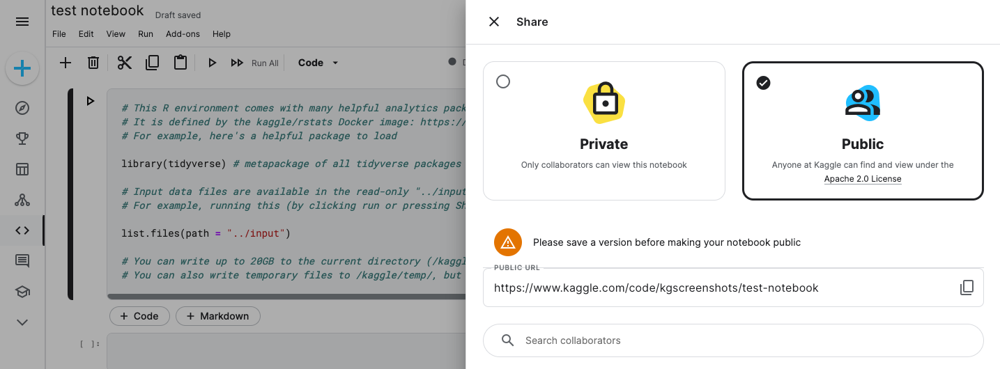 test notebook Draft saved
File Edit View Run Add-ons Help
Run All Code
# This R environment comes with many helpful analytics
# It is defined by the kaggle/rstats Docker image: https://
# For example, here's a helpful package to load
library(tidyverse) # metapackage of all tidyverse packages
# Input data files are available in the read-only "../input
# For example, running this (by clicking run or pressing
list.files(path = "../input")
# You can write up to 20GB to the current directory
# You can also write temporary files to /kaggle/temp/, but
+ Code + Markdown
[ ]:
Share
Private
Only collaborators can view this notebook
Public
Anyone at Kaggle can find and view under the
Apache 2.0 License
Please save a version before making your notebook public
PUBLIC URL
https://www.kaggle.com/code/kgscreenshots/test-notebook
Search collaborators